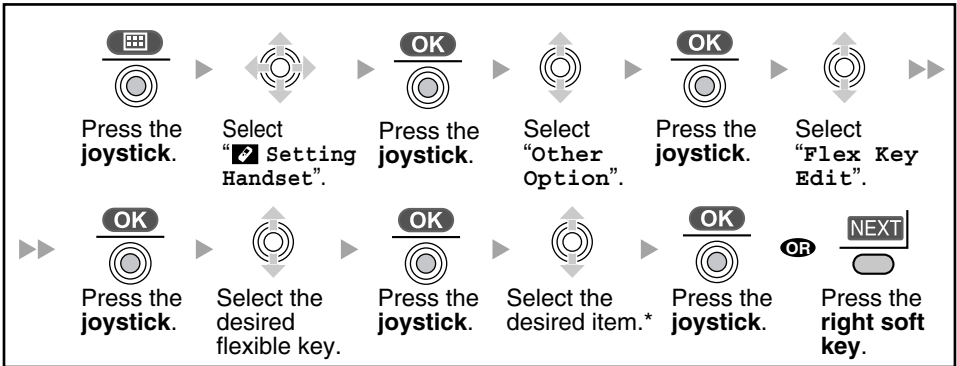 OK
OK
Press the
joystick.
Select
“ Setting
Handset”.
Press the
joystick.
Select
“Other
Option”.
Press the
joystick.
Select
“Flex Key
Edit”.
OK
OK
OK
OR
NEXT
Press the
joystick.
Select the
desired
flexible key.
Press the
joystick.
Select the
desired item.*
Press the
joystick.
Press the
right soft
key.